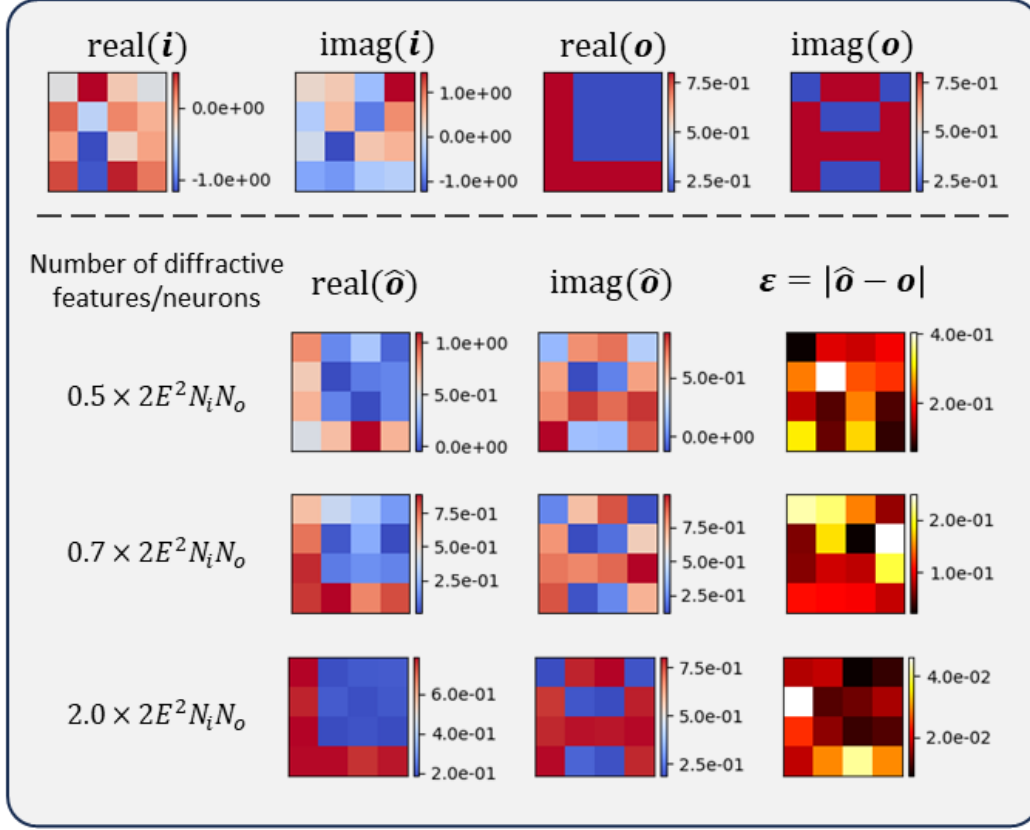 real(i) imag(i) real(o) imag(o)
0.0e+00
-1.0e+00
1.0e+00
0.0e+00
-1.0e+00
7.5e-01
5.0e-01
2.5e-01
7.5e-01
5.0e-01
2.5e-01
Number of diffractive
features/neurons
real(ô) imag(ô) ε = |ô − o|
0.5 × 2E²NᵢNₒ
1.0e+00
5.0e-01
0.0e+00
5.0e-01
0.0e+00
4.0e-01
2.0e-01
0.7 × 2E²NᵢNₒ
7.5e-01
5.0e-01
2.5e-01
7.5e-01
5.0e-01
2.5e-01
2.0e-01
1.0e-01
2.0 × 2E²NᵢNₒ
6.0e-01
4.0e-01
2.0e-01
7.5e-01
5.0e-01
2.5e-01
4.0e-02
2.0e-02